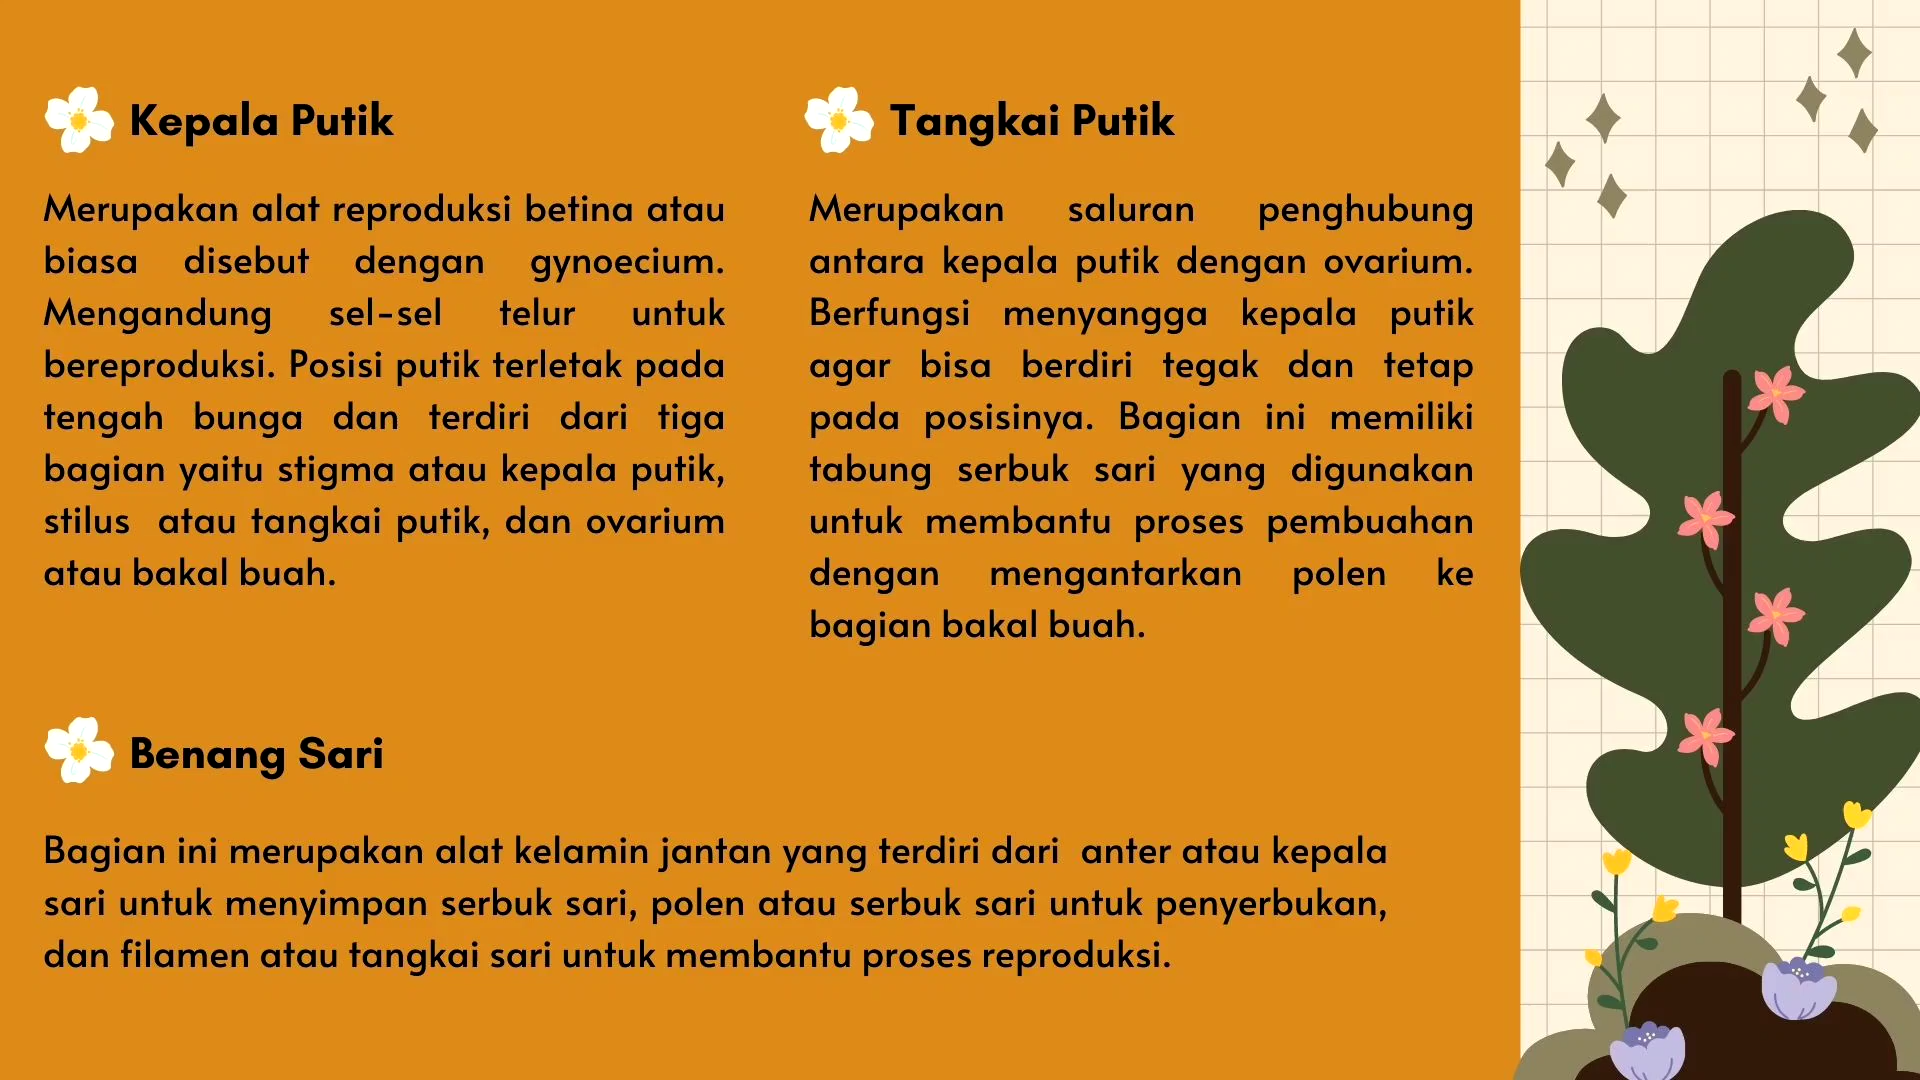 Kepala Putik
Merupakan alat reproduksi betina atau
biasa disebut dengan gynoecium.
Mengandung sel-sel telur untuk
bereproduksi. Posisi putik terletak pada
tengah bunga dan terdiri dari tiga
bagian yaitu stigma atau kepala putik,
stilus atau tangkai putik, dan ovarium
atau bakal buah.
Tangkai Putik
Merupakan saluran penghubung
antara kepala putik dengan ovarium.
Berfungsi menyangga kepala putik
agar bisa berdiri tegak dan tetap
pada posisinya. Bagian ini memiliki
tabung serbuk sari yang digunakan
untuk membantu proses pembuahan
dengan mengantarkan polen ke
bagian bakal buah.
Benang Sari
Bagian ini merupakan alat kelamin jantan yang terdiri dari anter atau kepala
sari untuk menyimpan serbuk sari, polen atau serbuk sari untuk penyerbukan,
dan filamen atau tangkai sari untuk membantu proses reproduksi.